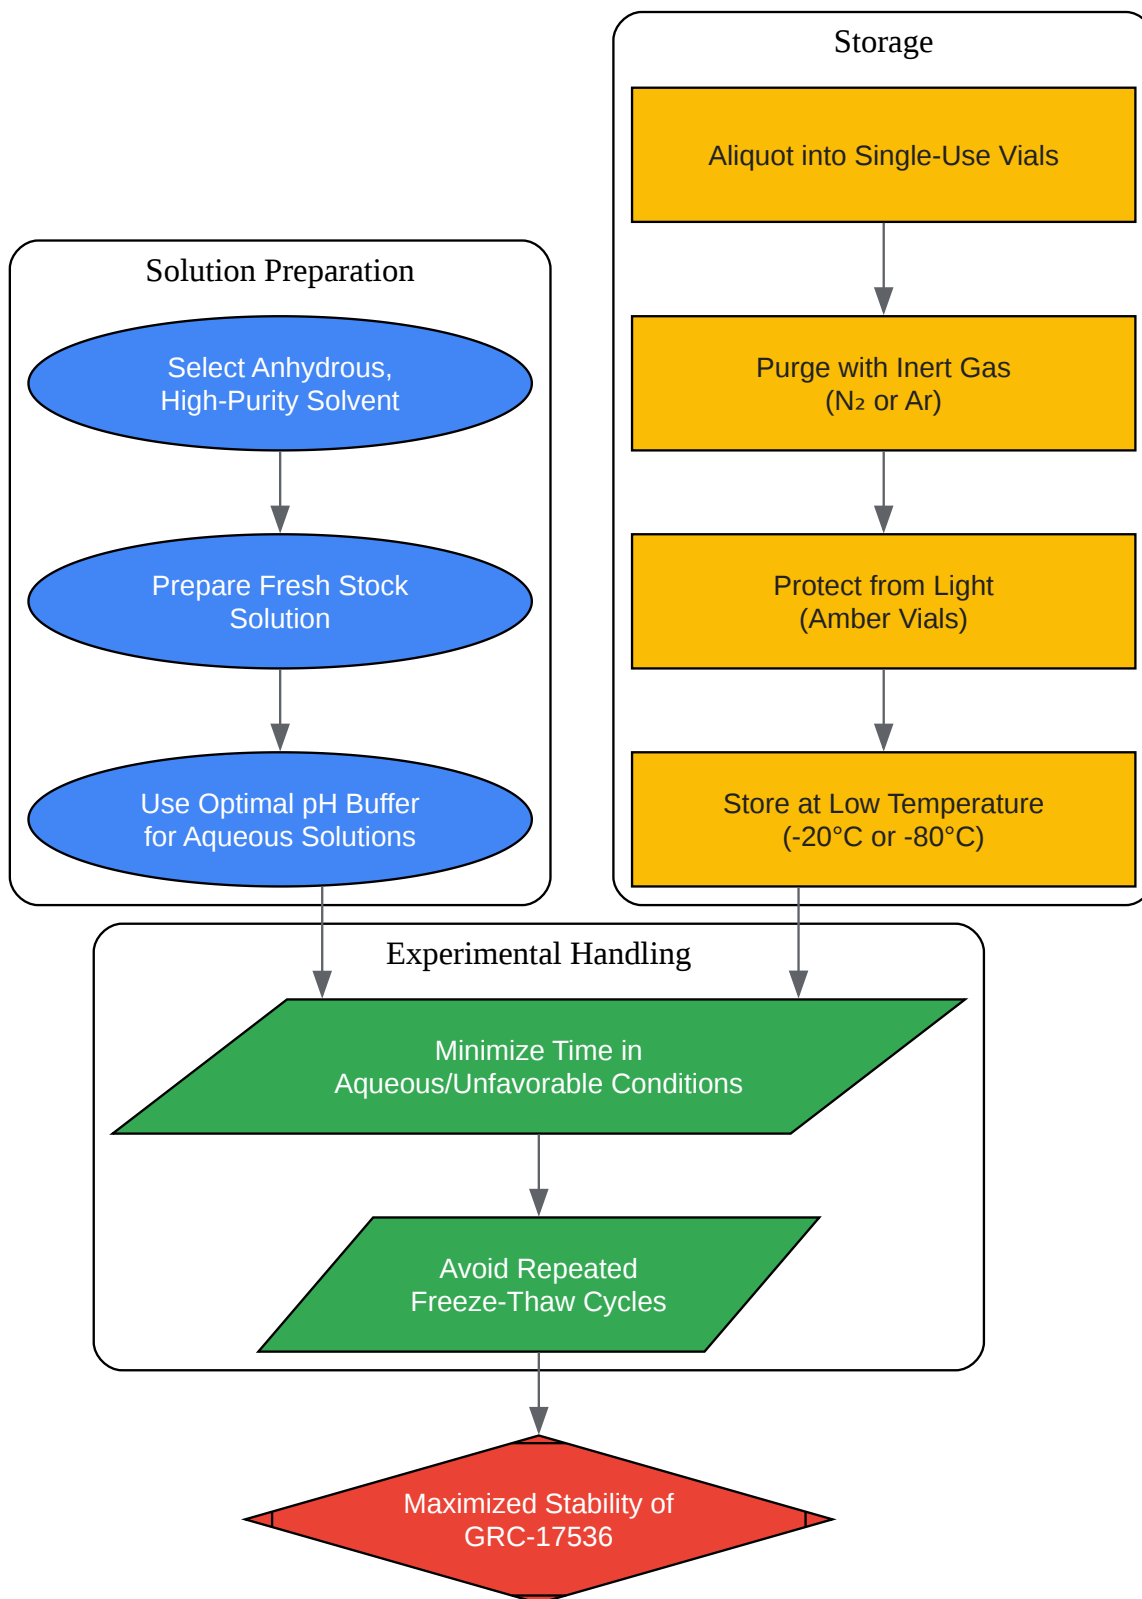 Solution Preparation
Select Anhydrous,
High-Purity Solvent
Prepare Fresh Stock
Solution
Use Optimal pH Buffer
for Aqueous Solutions
Storage
Aliquot into Single-Use Vials
Purge with Inert Gas
(N₂ or Ar)
Protect from Light
(Amber Vials)
Store at Low Temperature
(-20°C or -80°C)
Experimental Handling
Minimize Time in
Aqueous/Unfavorable Conditions
Avoid Repeated
Freeze-Thaw Cycles
Maximized Stability of
GRC-17536